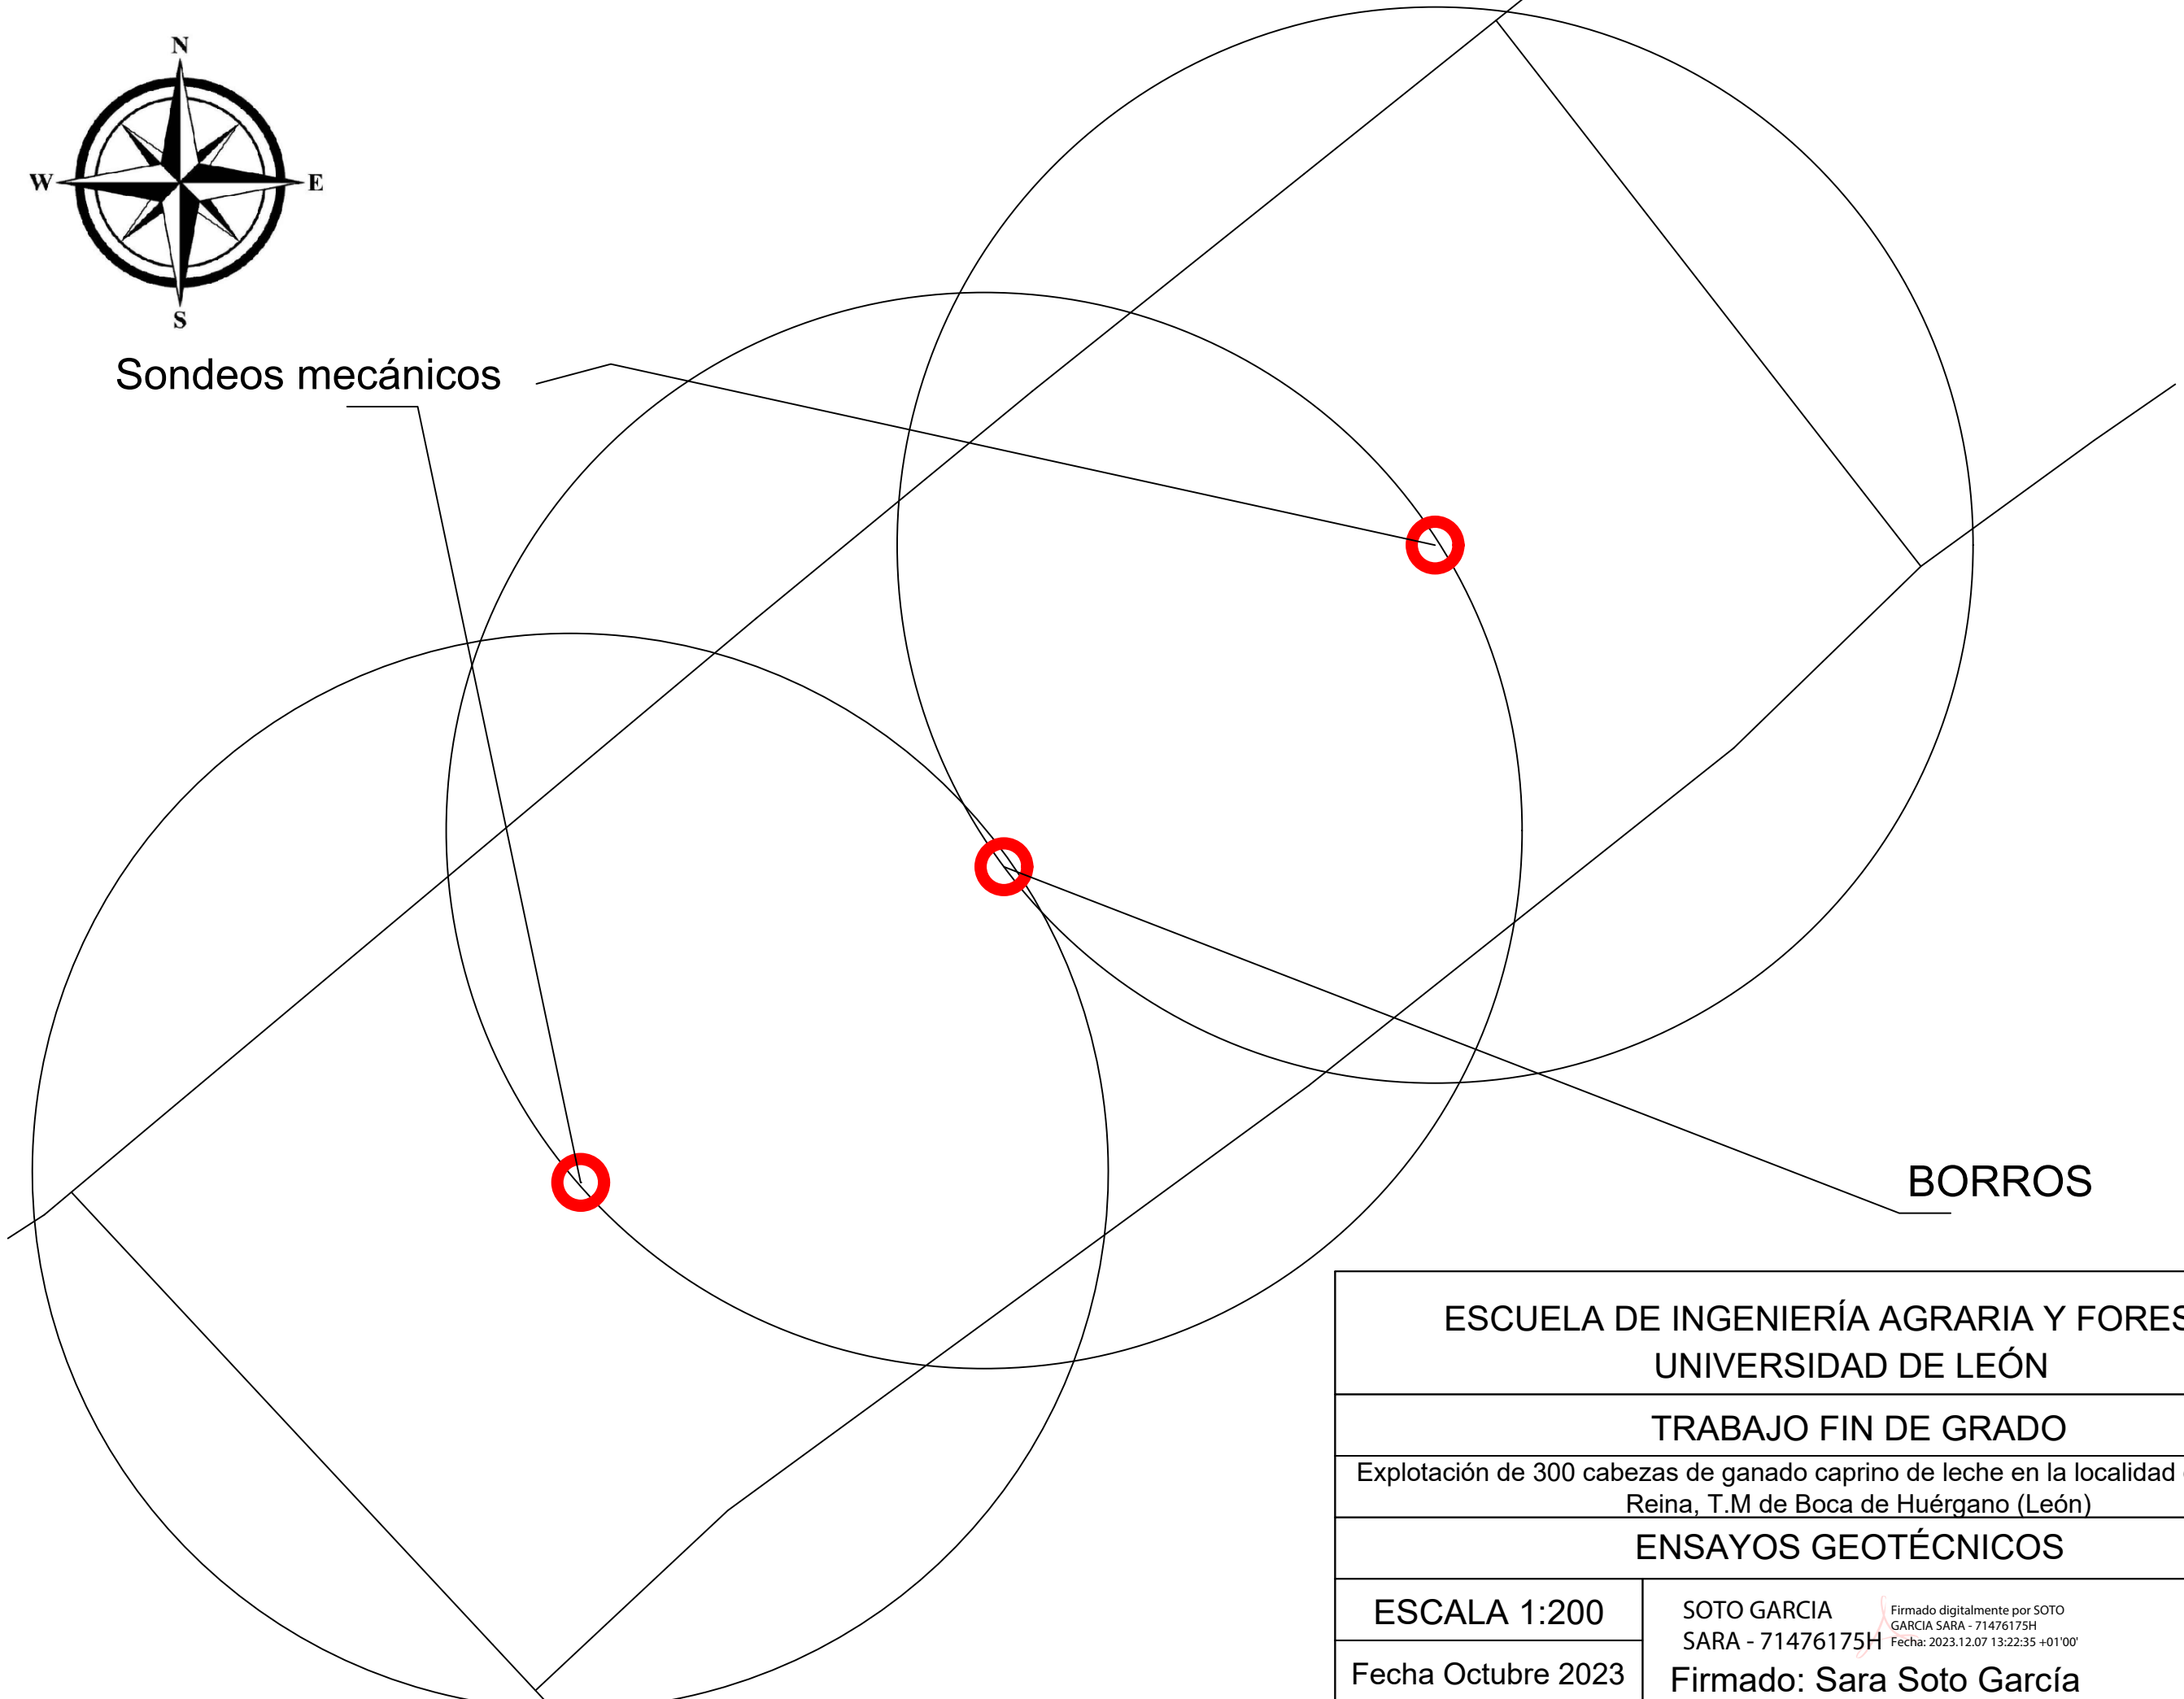 N
W
E
S
Sondeos mecánicos
BORROS
ESCUELA DE INGENIERÍA AGRARIA Y FORES
UNIVERSIDAD DE LEÓN
TRABAJO FIN DE GRADO
Explotación de 300 cabezas de ganado caprino de leche en la localidad
Reina, T.M de Boca de Huérgano (León)
ENSAYOS GEOTÉCNICOS
ESCALA 1:200
Fecha Octubre 2023
SOTO GARCIA
SARA - 71476175H
Firmado digitalmente por SOTO
GARCIA SARA - 71476175H
Fecha: 2023.12.07 13:22:35 +01'00'
Firmado: Sara Soto García